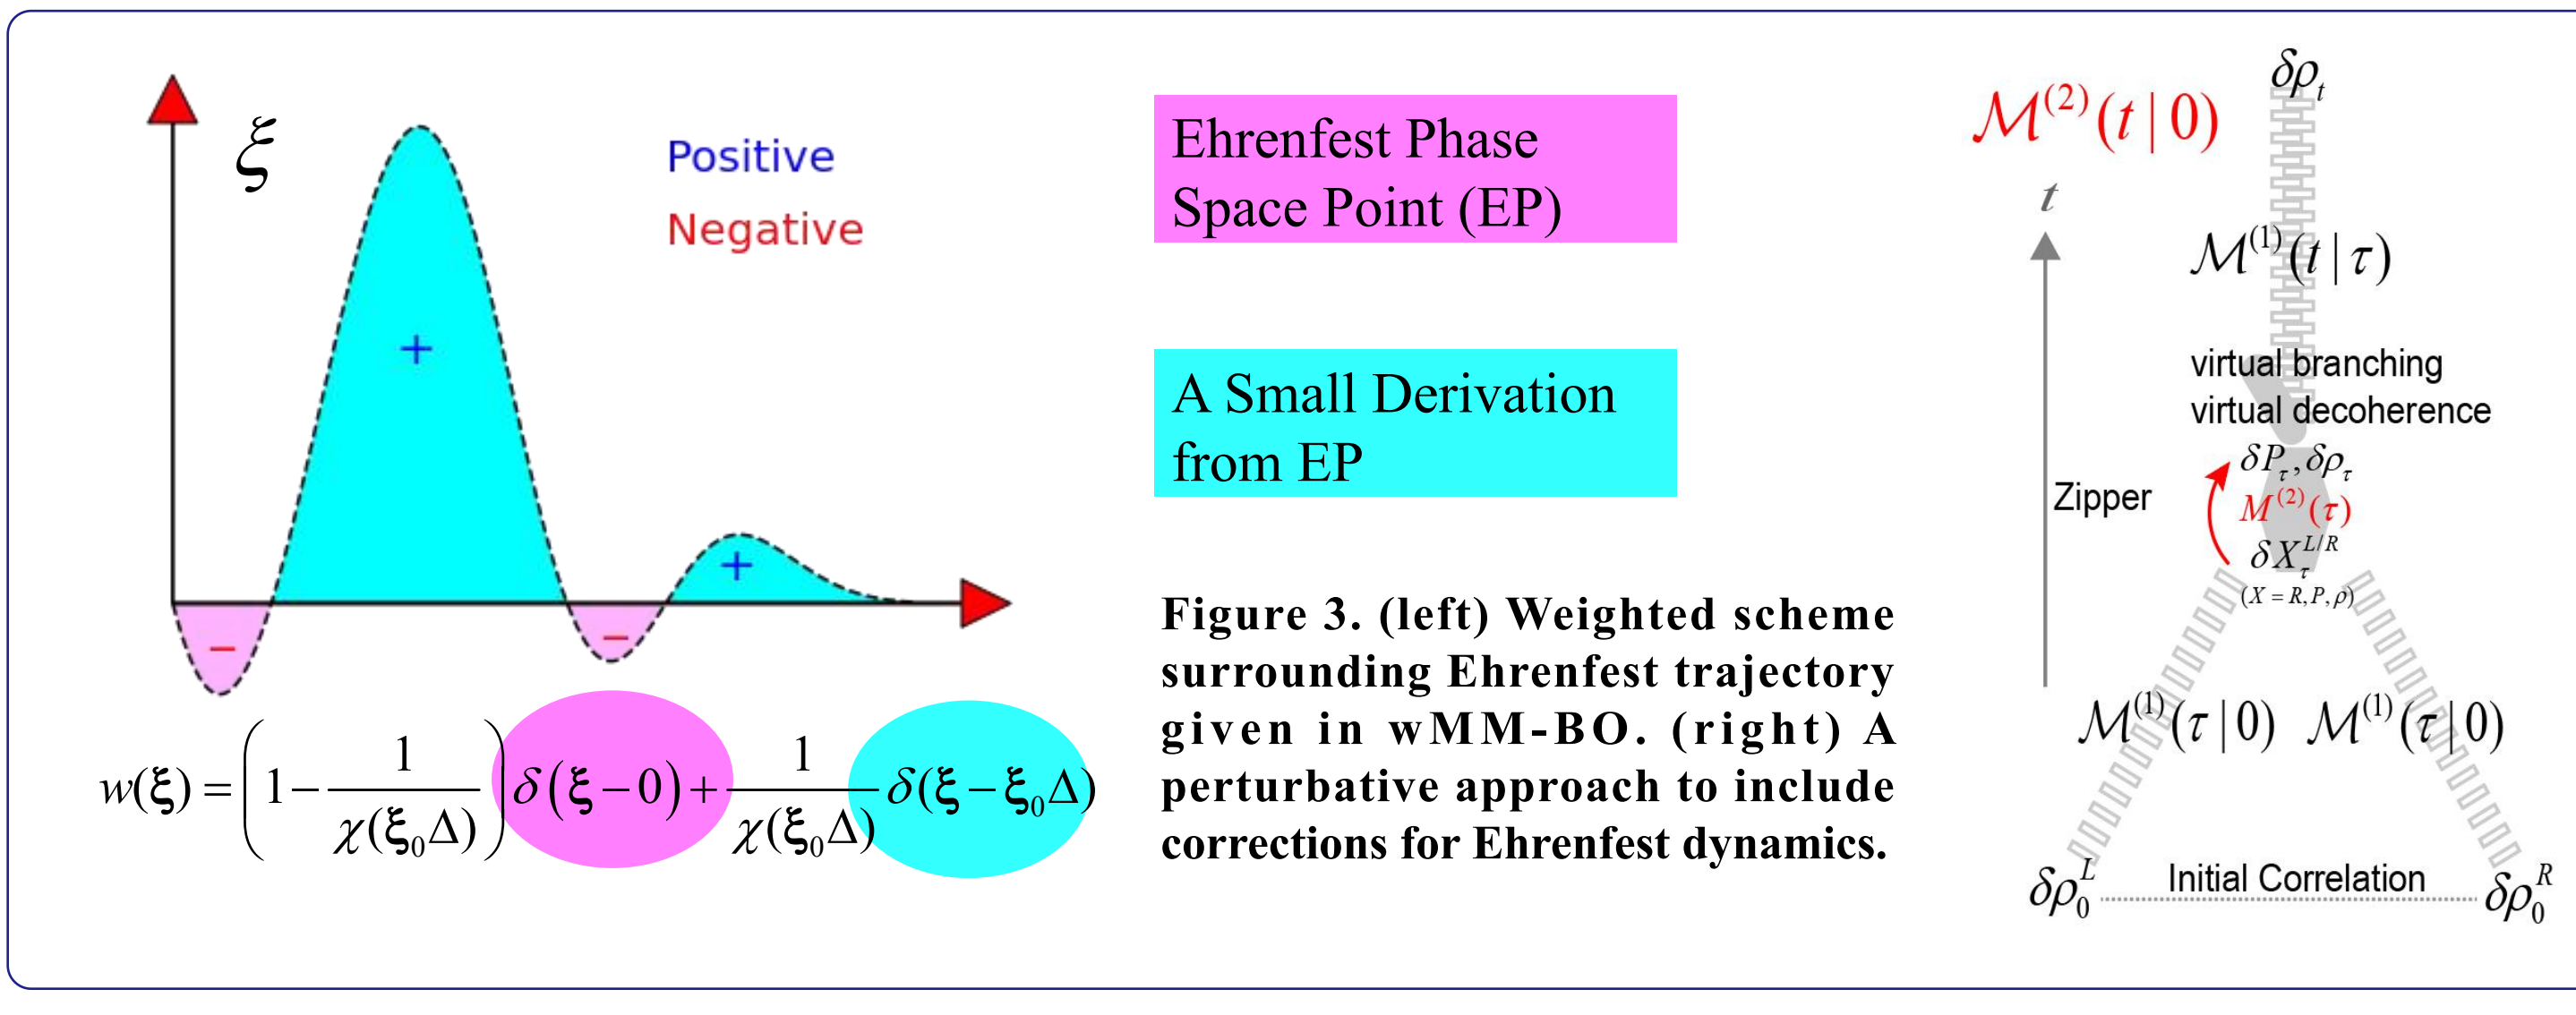 ξ
Positive
Negative
+
−
−
+
w(ξ) = (1 − 1/χ(ξ₀Δ)) δ(ξ − 0) + 1/χ(ξ₀Δ) δ(ξ − ξ₀Δ)
Ehrenfest Phase
Space Point (EP)
A Small Derivation
from EP
Figure 3. (left) Weighted scheme
surrounding Ehrenfest trajectory
given in wMM-BO. (right) A
perturbative approach to include
corrections for Ehrenfest dynamics.
δρₜ
ℳ⁽²⁾(t | 0)
t
ℳ⁽¹⁾(t | τ)
virtual branching
virtual decoherence
δP_τ, δρ_τ
Zipper
M⁽²⁾(τ)
δX_τ^{L/R}
(X = R, P, ρ)
ℳ⁽¹⁾(τ | 0) ℳ⁽¹⁾(τ | 0)
δρ₀^L Initial Correlation δρ₀^R